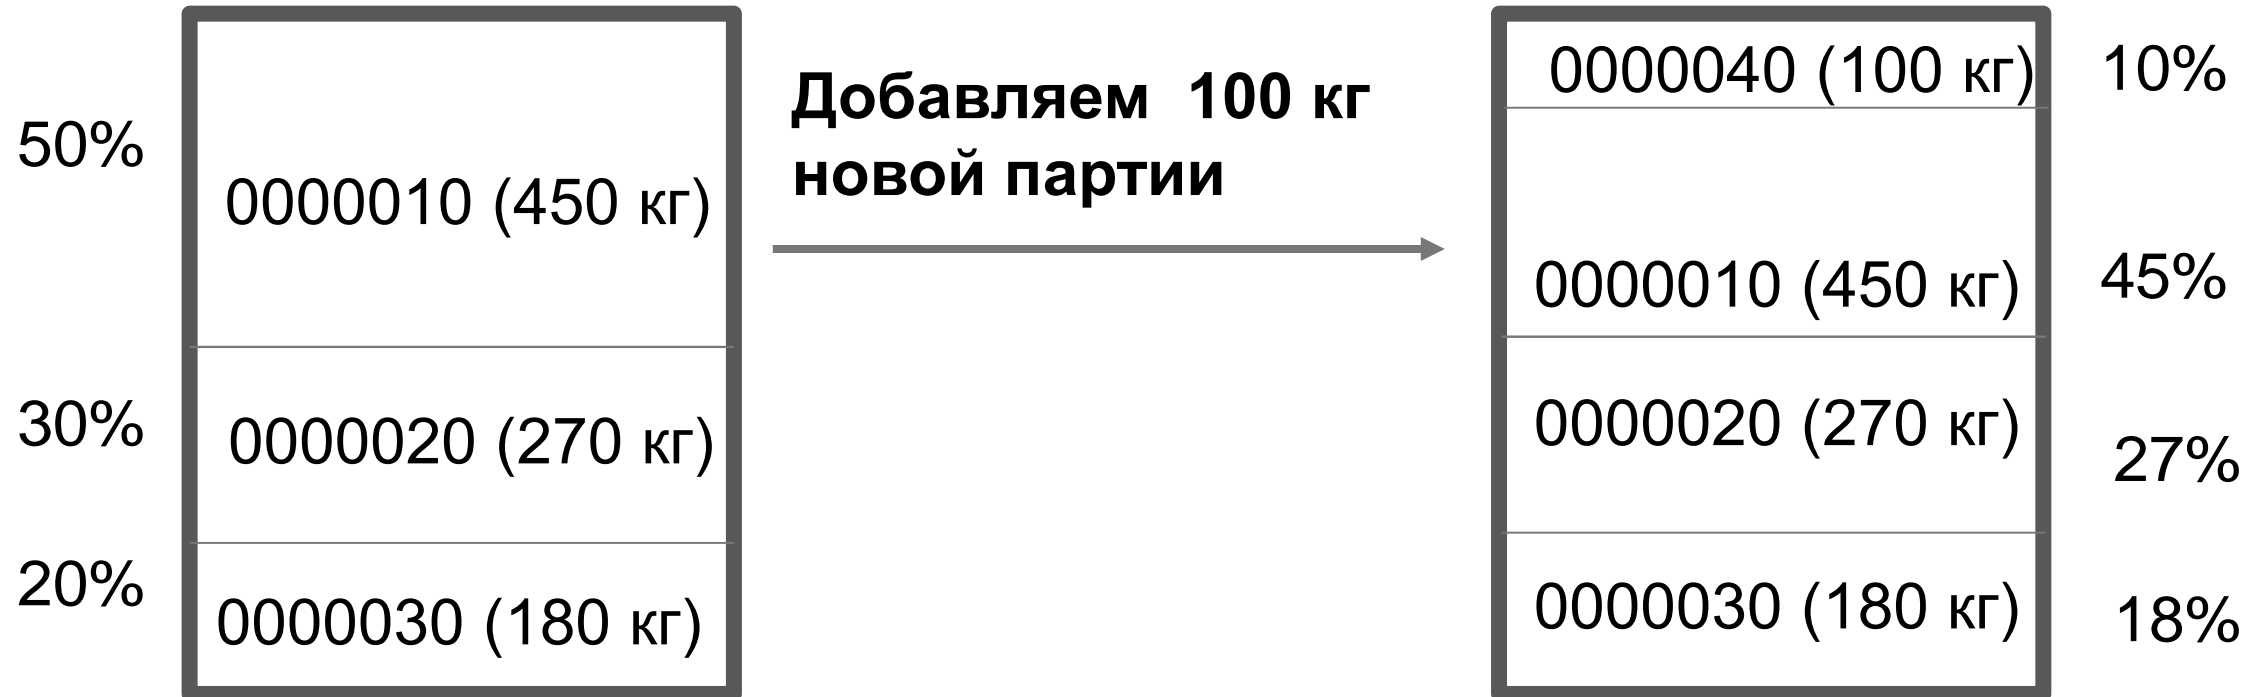 50%
0000010 (450 кг)
30%
0000020 (270 кг)
20%
0000030 (180 кг)
Добавляем  100 кг
новой партии
0000040 (100 кг)
10%
0000010 (450 кг)
45%
0000020 (270 кг)
27%
0000030 (180 кг)
18%